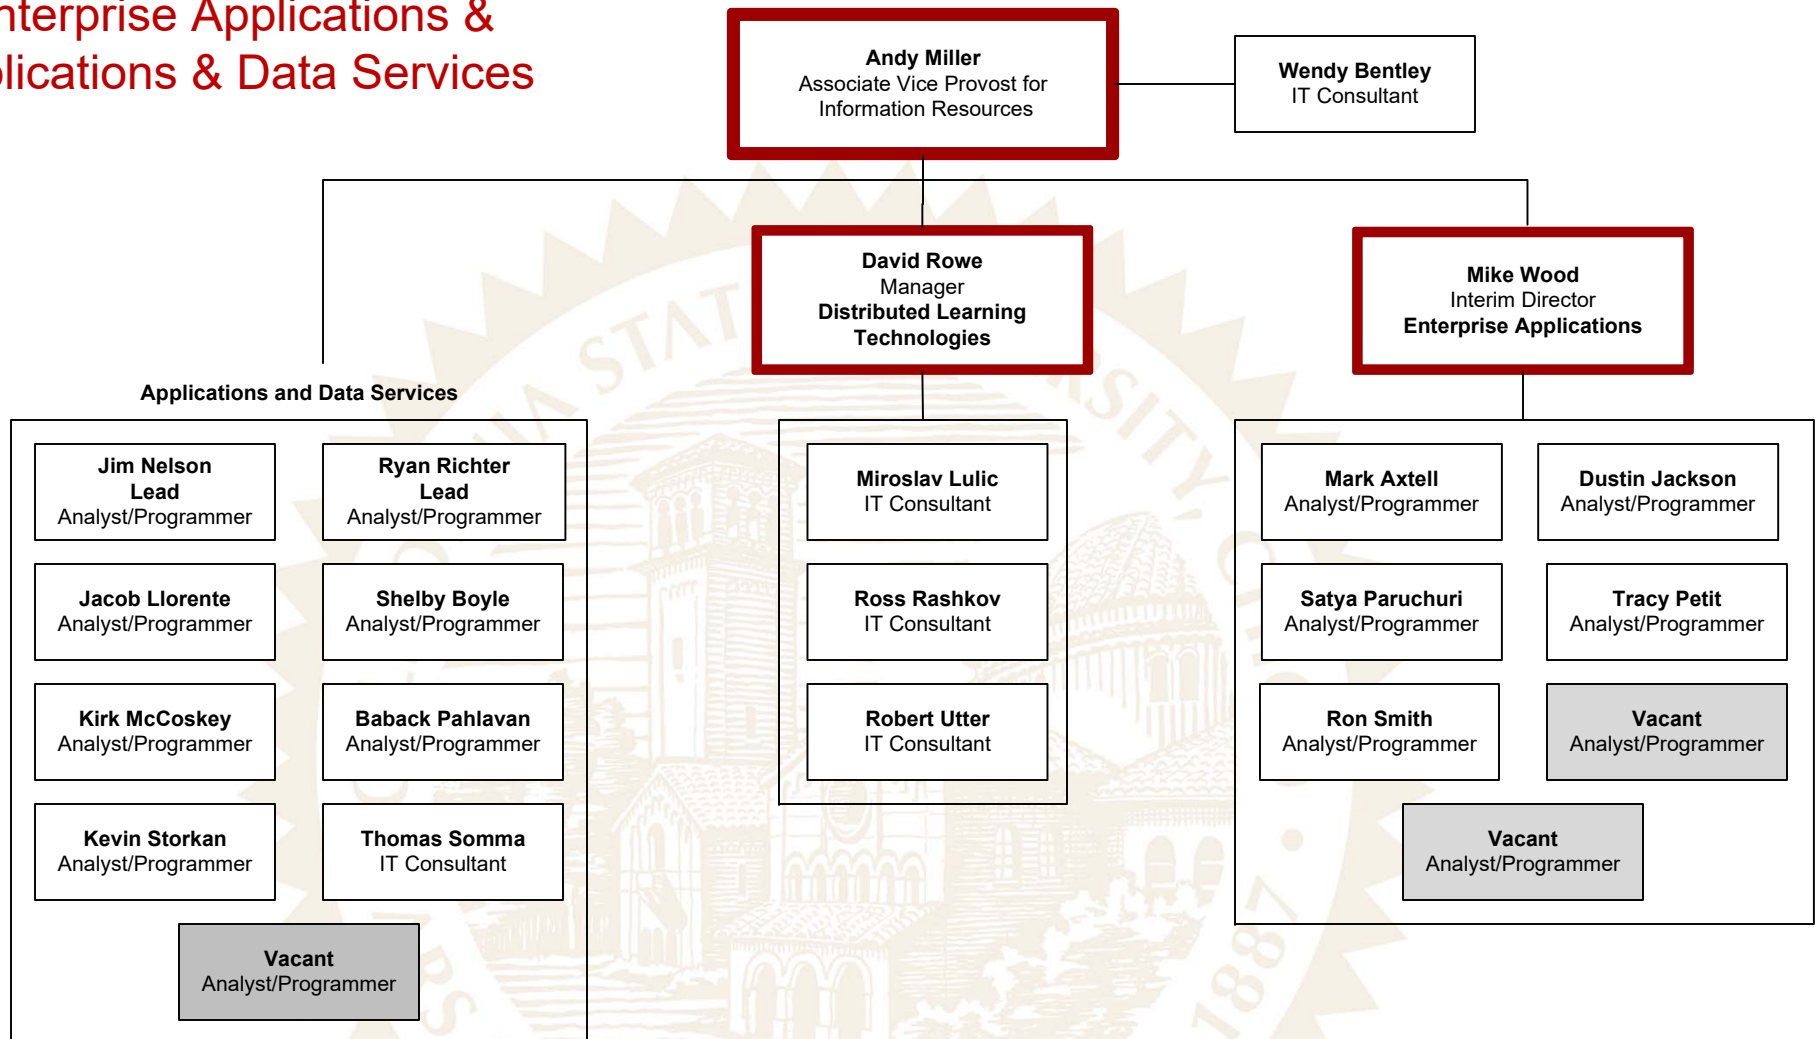 nterprise Applications &
plications & Data Services
Andy Miller
Associate Vice Provost for
Information Resources
Wendy Bentley
IT Consultant
David Rowe
Manager
Distributed Learning
Technologies
Mike Wood
Interim Director
Enterprise Applications
Applications and Data Services
Jim Nelson
Lead
Analyst/Programmer
Ryan Richter
Lead
Analyst/Programmer
Jacob Llorente
Analyst/Programmer
Shelby Boyle
Analyst/Programmer
Kirk McCoskey
Analyst/Programmer
Baback Pahlavan
Analyst/Programmer
Kevin Storkan
Analyst/Programmer
Thomas Somma
IT Consultant
Vacant
Analyst/Programmer
Miroslav Lulic
IT Consultant
Ross Rashkov
IT Consultant
Robert Utter
IT Consultant
Mark Axtell
Analyst/Programmer
Dustin Jackson
Analyst/Programmer
Satya Paruchuri
Analyst/Programmer
Tracy Petit
Analyst/Programmer
Ron Smith
Analyst/Programmer
Vacant
Analyst/Programmer
Vacant
Analyst/Programmer
1887